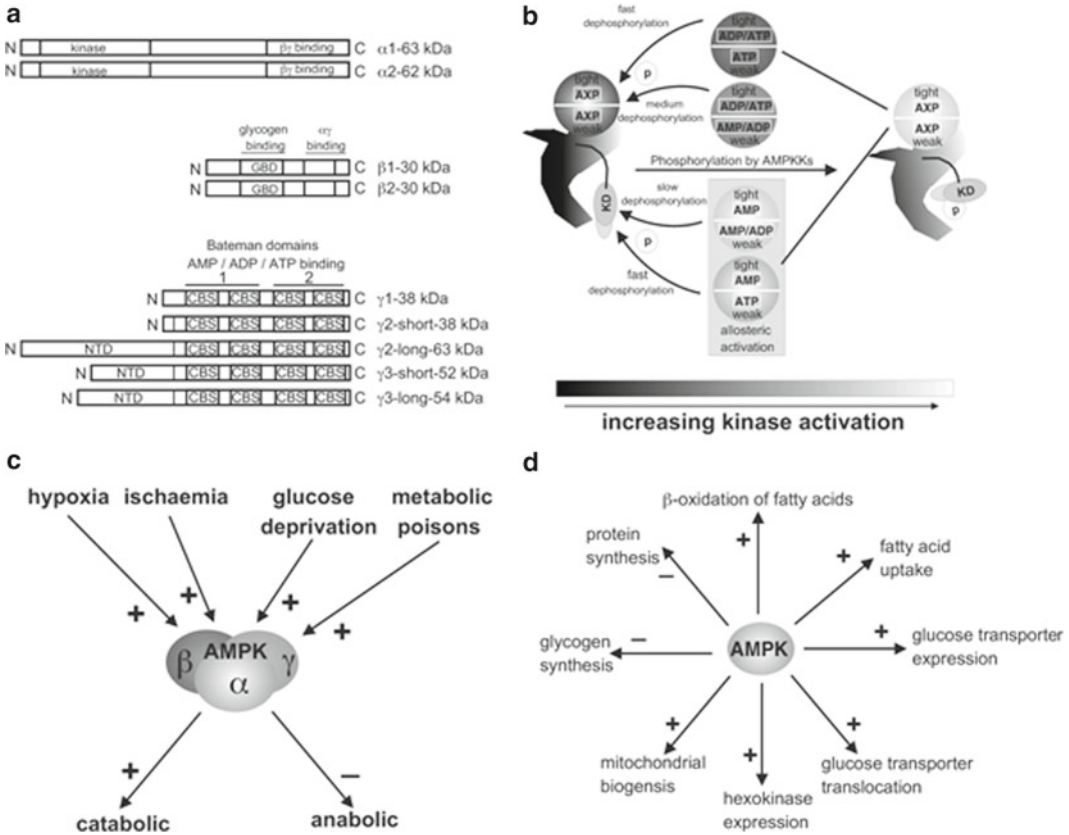 a
N kinase βγ binding C α1-63 kDa
N kinase βγ binding C α2-62 kDa
glycogen binding
αγ binding
N GBD C β1-30 kDa
N GBD C β2-30 kDa
Bateman domains
AMP / ADP / ATP binding
1 2
N CBS CBS CBS CBS C γ1-38 kDa
N CBS CBS CBS CBS C γ2-short-38 kDa
N NTD CBS CBS CBS CBS C γ2-long-63 kDa
N NTD CBS CBS CBS CBS C γ3-short-52 kDa
N NTD CBS CBS CBS CBS C γ3-long-54 kDa
b
fast
dephosphorylation
P
tight
ADP/ATP
ATP
weak
tight
AXP
AXP
weak
medium
dephosphorylation
tight
ADP/ATP
AMP/ADP
weak
tight
AXP
AXP
weak
Phosphorylation by AMPKKs
KD
slow
dephosphorylation
P
tight
AMP
AMP/ADP
weak
KD
P
fast
dephosphorylation
tight
AMP
ATP
weak
allosteric
activation
increasing kinase activation
c
hypoxia
ischaemia
glucose
deprivation
metabolic
poisons
+ + + +
AMPK
β γ
α
+ −
catabolic anabolic
d
β-oxidation of fatty acids
+
protein
synthesis
−
fatty acid
uptake
+
AMPK
glycogen
synthesis
−
glucose transporter
expression
+
mitochondrial
biogensis
+
hexokinase
expression
+
glucose transporter
translocation
+